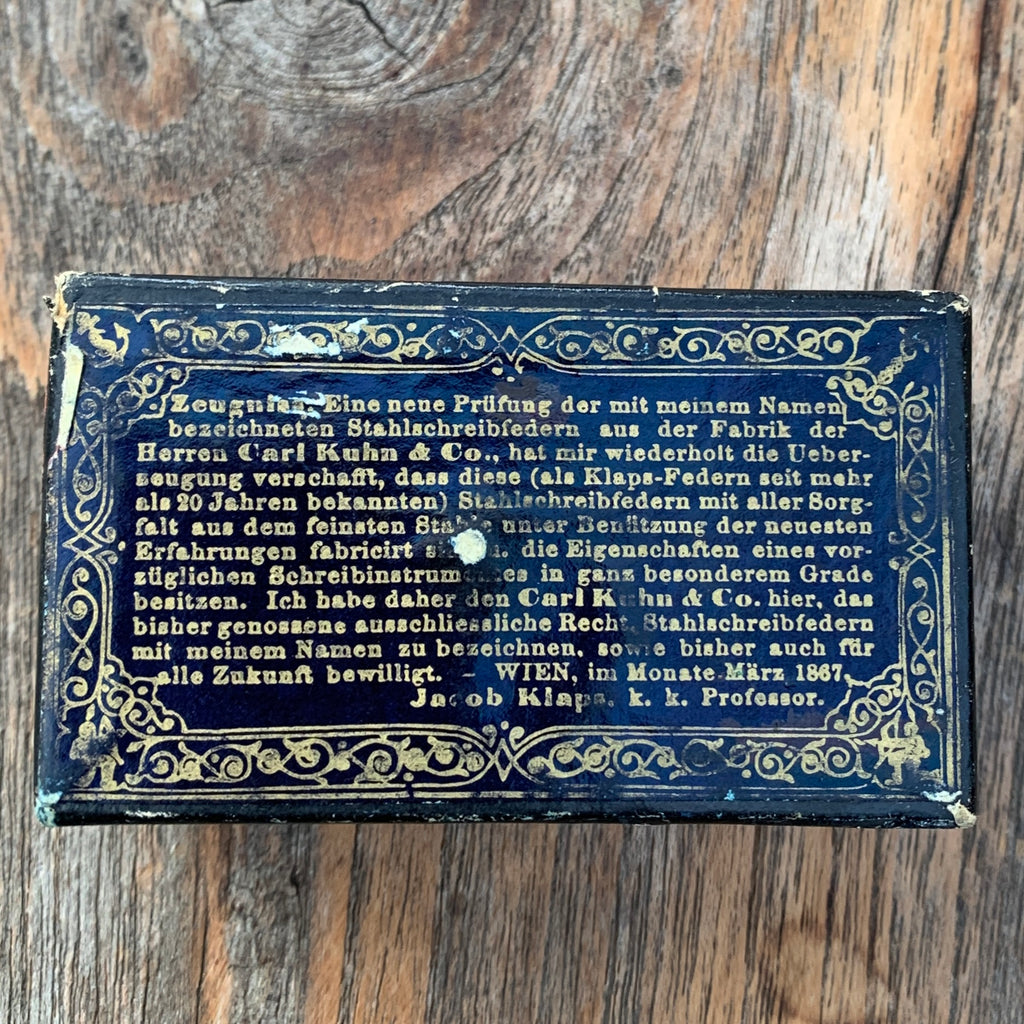 Zeugniss. Eine neue Prüfung der mit meinem Namen
bezeichneten Stahlschreibfedern aus der Fabrik der
Herren Carl Kuhn & Co., hat mir wiederholt die Ueber-
zeugung verschafft, dass diese (als Klaps-Federn seit mehr
als 20 Jahren bekannten) Stahlschreibfedern mit aller Sorg-
falt aus dem feinsten Stahle unter Benützung der neuesten
Erfahrungen fabricirt die Eigenschaften eines vor-
züglichen Schreibinstrumentes in ganz besonderem Grade
besitzen. Ich habe daher den Carl Kuhn & Co. hier, das
bisher genossene ausschliessliche Recht, Stahlschreibfedern
mit meinem Namen zu bezeichnen, sowie bisher auch für
alle Zukunft bewilligt. – WIEN, im Monate März 1867.
Jacob Klaps, k. k. Professor.